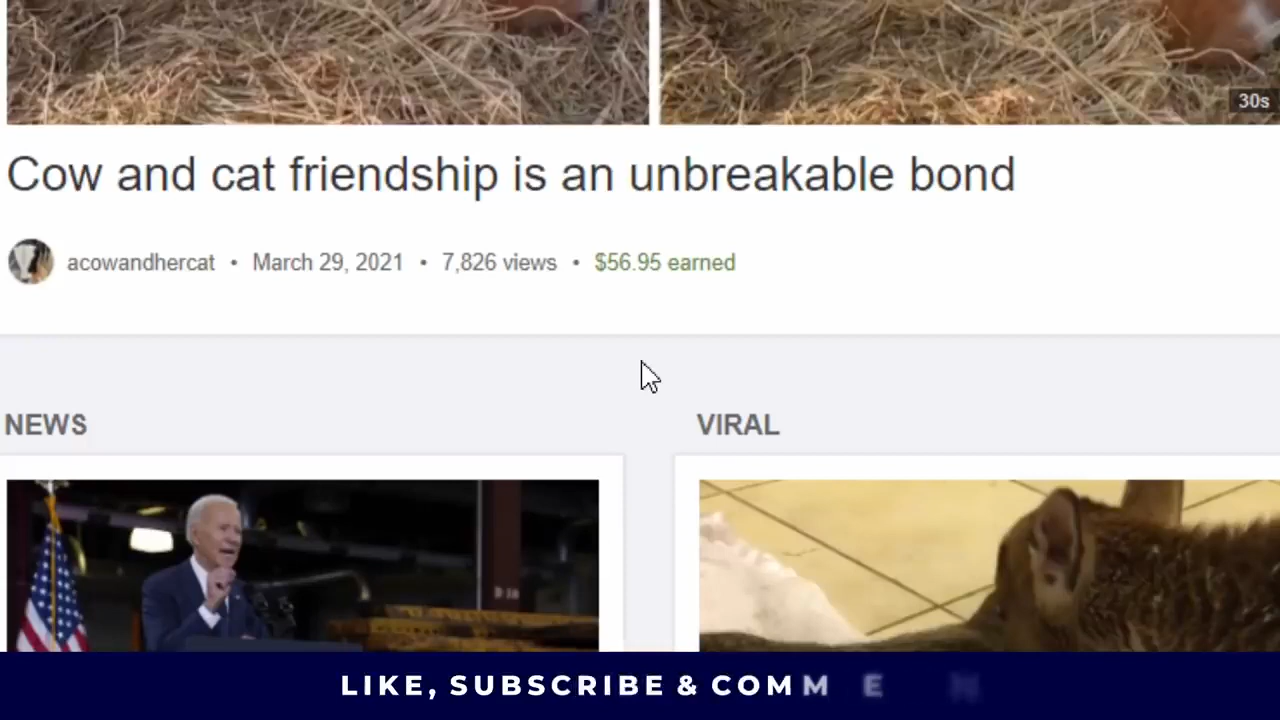 30s
Cow and cat friendship is an unbreakable bond
acowandhercat • March 29, 2021 • 7,826 views • $56.95 earned
NEWS
VIRAL
LIKE, SUBSCRIBE & COMME